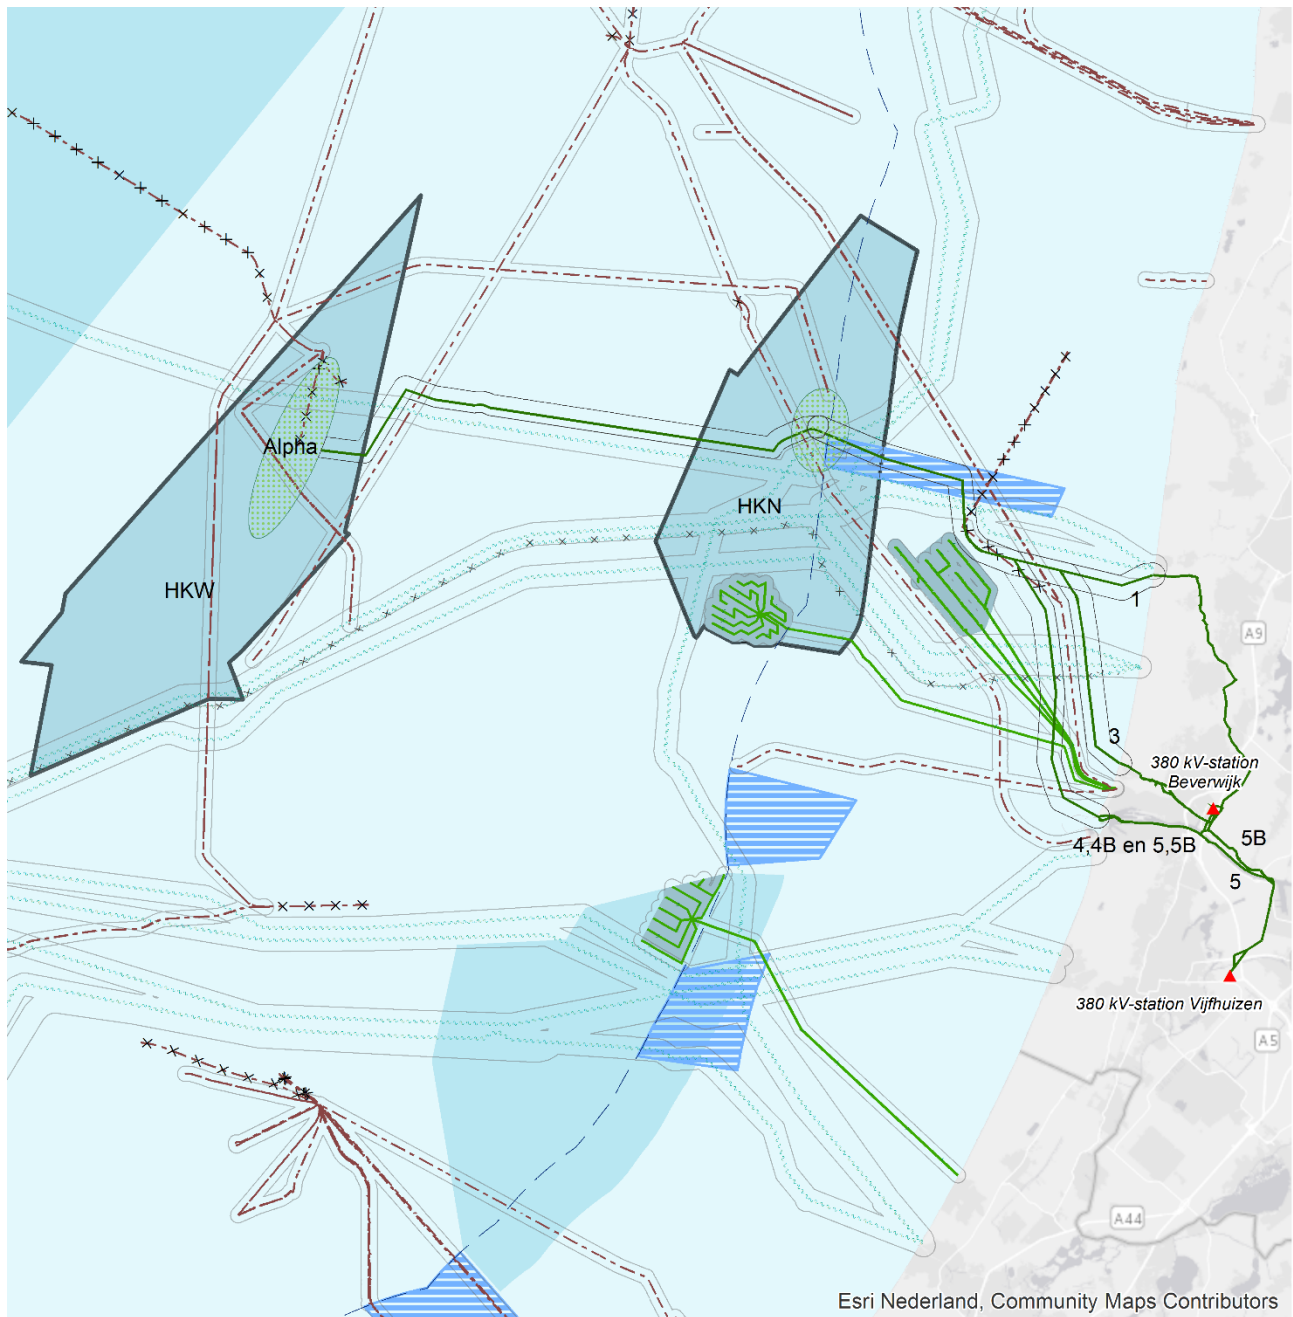 Alpha
HKN
HKW
1
A9
3
380 kV-station
Beverwijk
4,4B en 5,5B
5B
5
380 kV-station Vijfhuizen
A5
A44
Esri Nederland, Community Maps Contributors